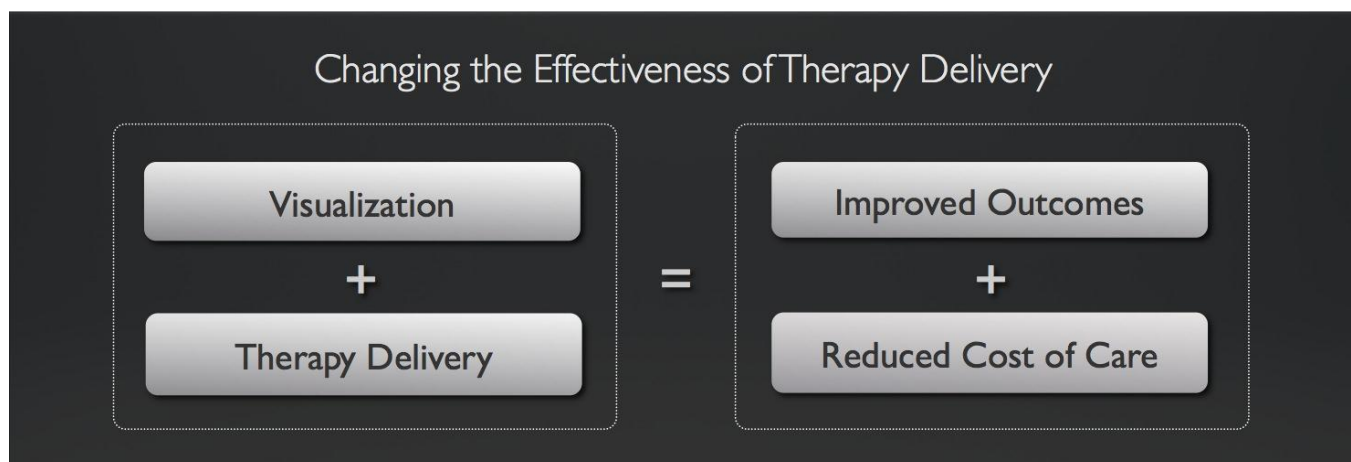 Changing the Effectiveness of Therapy Delivery
Visualization
+
Therapy Delivery
=
Improved Outcomes
+
Reduced Cost of Care